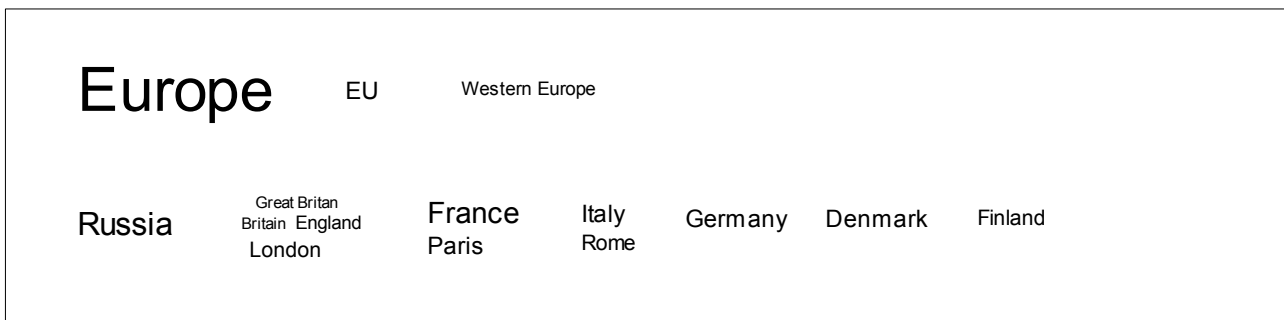 Europe EU Western Europe
Russia
Great Britan
Britain England
London
France
Paris
Italy
Rome
Germany
Denmark
Finland